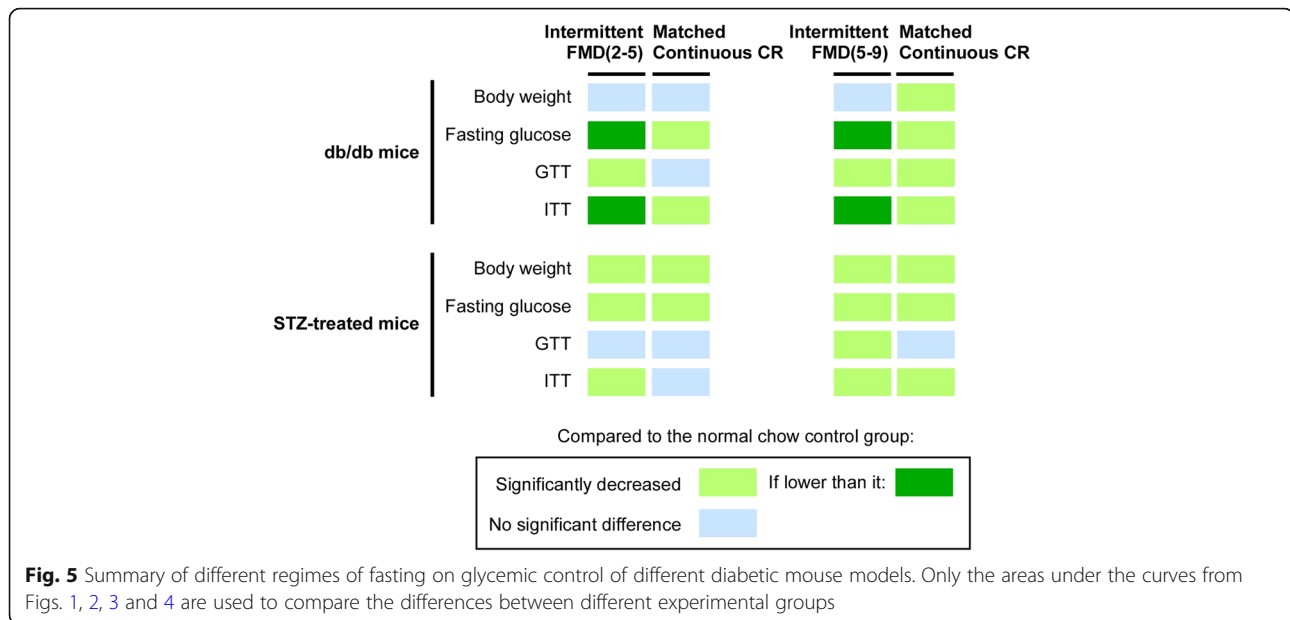 Intermittent Matched Intermittent Matched
FMD(2-5) Continuous CR FMD(5-9) Continuous CR
db/db mice
Body weight
Fasting glucose
GTT
ITT
STZ-treated mice
Body weight
Fasting glucose
GTT
ITT
Compared to the normal chow control group:
Significantly decreased If lower than it:
No significant difference
Fig. 5 Summary of different regimes of fasting on glycemic control of different diabetic mouse models. Only the areas under the curves from
Figs. 1, 2, 3 and 4 are used to compare the differences between different experimental groups